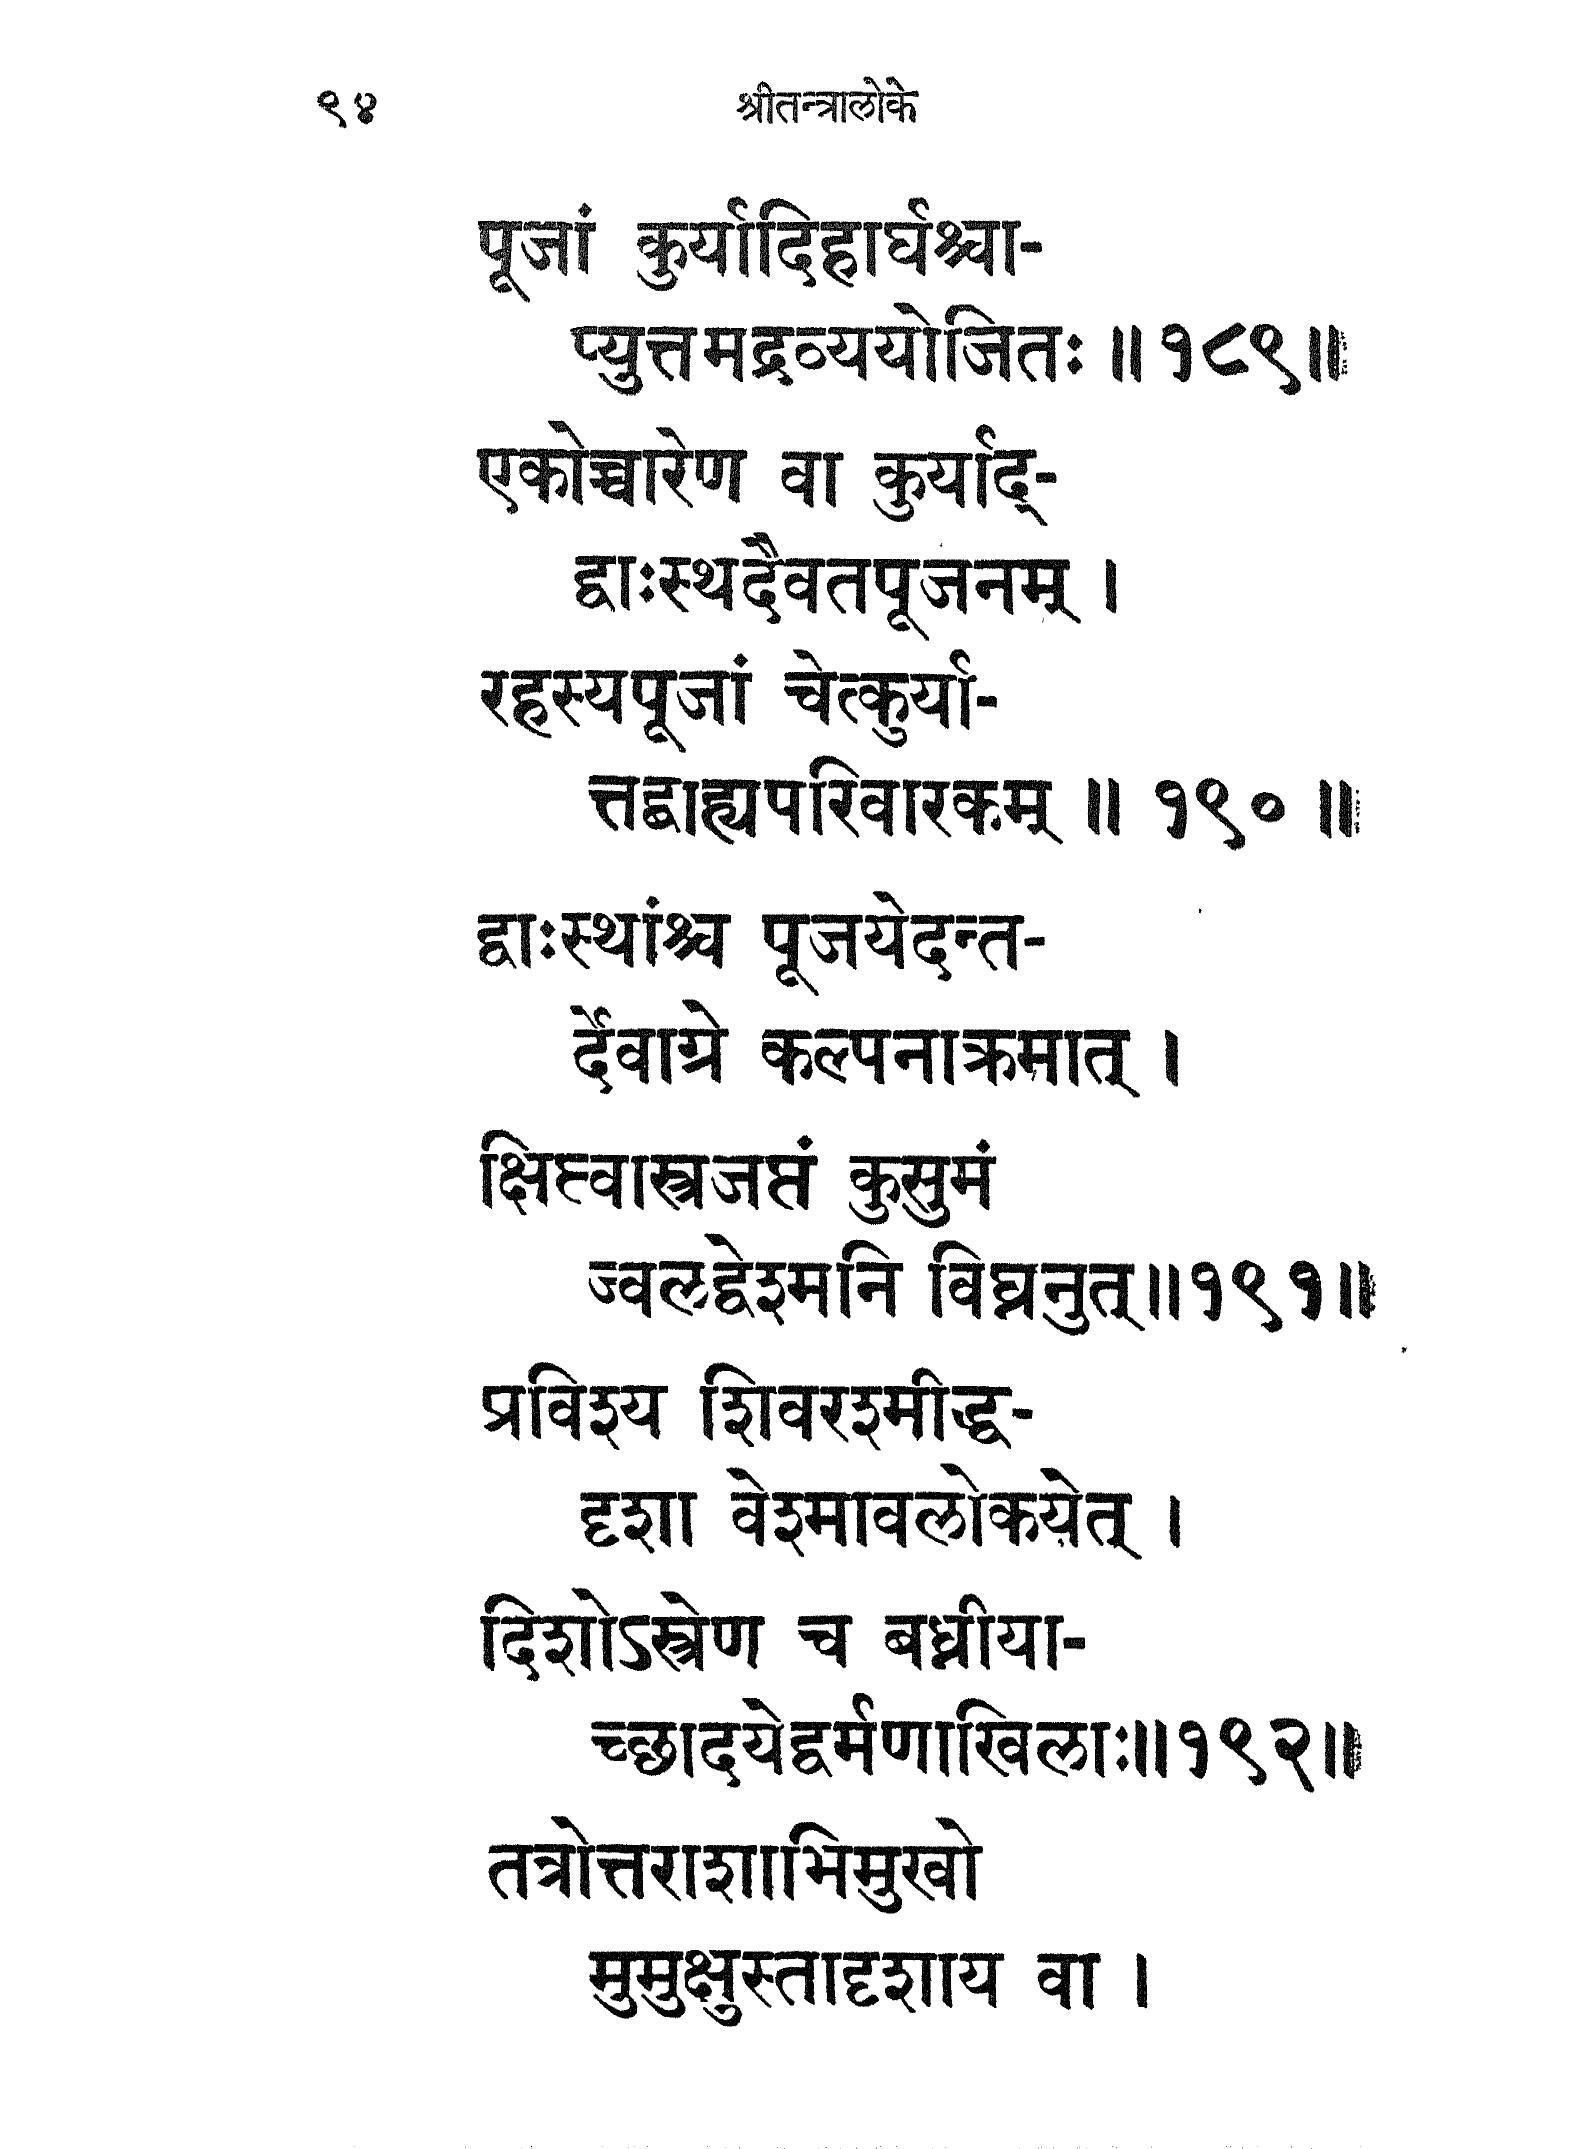 ९४ श्रीतन्त्रालोके
पूजां कुर्यादिहार्घश्चा-
प्युत्तमद्रव्ययोजितः ॥ १८९॥
एकोच्चारेण वा कुर्याद्-
द्वाःस्थदैवतपूजनम् ।
रहस्यपूजां चेत्कुर्या-
त्तद्बाह्यपरिवारकम् ॥ १९० ॥
द्वाःस्थांश्च पूजयेदन्त-
र्देवाग्रे कल्पनाक्रमात् ।
क्षिप्त्वास्त्रजप्तं कुसुमं
ज्वलद्वेश्मनि विघ्ननुत्॥१९१॥
प्रविश्य शिवरश्मीद्ध-
दृशा वेश्मावलोकयेत् ।
दिशोऽस्त्रेण च बध्नीया-
च्छादयेद्वर्मणाखिलाः॥१९२॥
तत्रोत्तराशाभिमुखो
मुमुक्षुस्तादृशाय वा ।